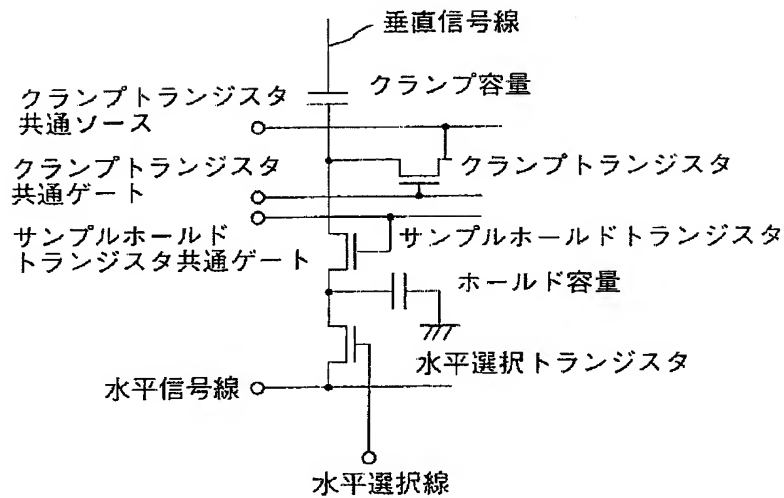 垂直信号線
クランプ容量
クランプトランジスタ
共通ソース
クランプトランジスタ
共通ゲート
クランプトランジスタ
サンプルホールド
トランジスタ共通ゲート
サンプルホールドトランジスタ
ホールド容量
水平選択トランジスタ
水平信号線
水平選択線